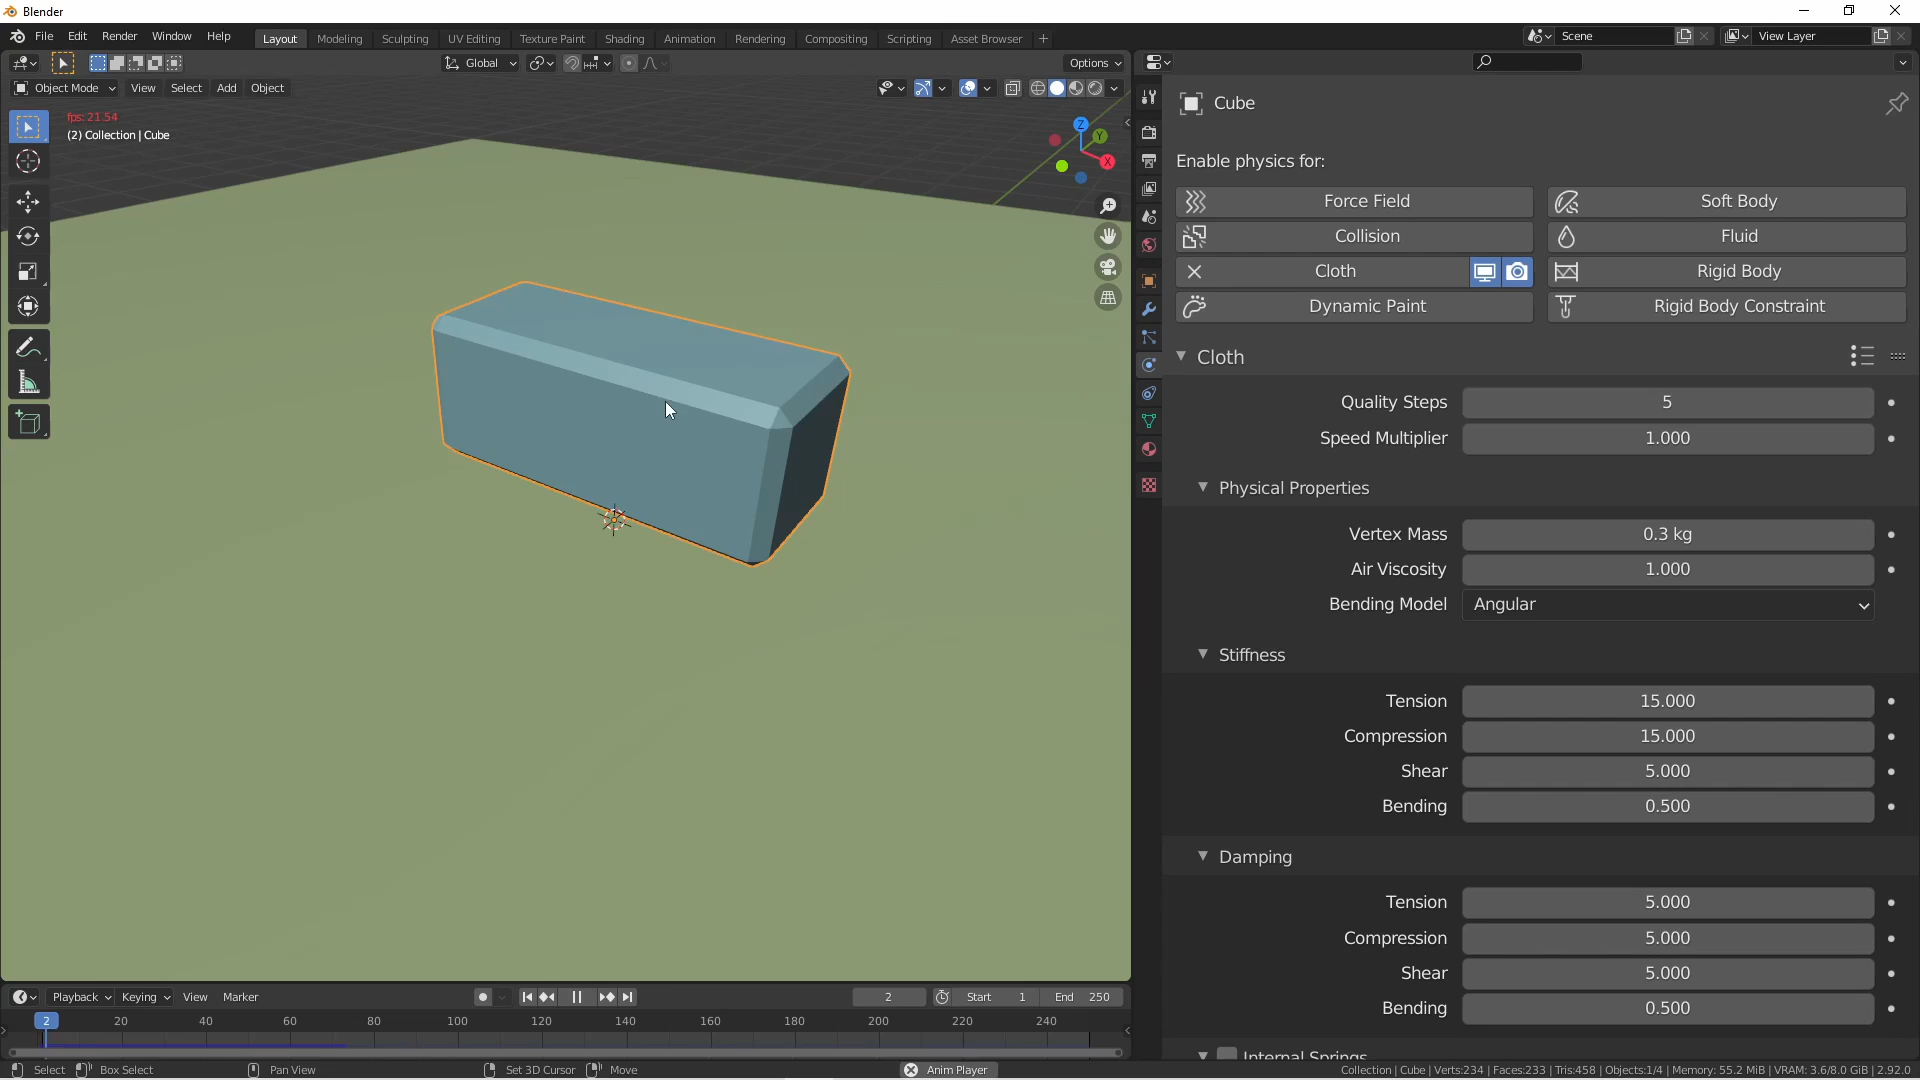 Blender
File Edit Render Window Help Layout Modeling Sculpting UV Editing Texture Paint Shading Animation Rendering Compositing Scripting Asset Browser + Scene View Layer
Global Options
Object Mode View Select Add Object
fps: 21.54
(2) Collection | Cube
Z
Y
X
Cube
Enable physics for:
Force Field Soft Body
Collision Fluid
Cloth Rigid Body
Dynamic Paint Rigid Body Constraint
Cloth
Quality Steps 5
Speed Multiplier 1.000
Physical Properties
Vertex Mass 0.3 kg
Air Viscosity 1.000
Bending Model Angular
Stiffness
Tension 15.000
Compression 15.000
Shear 5.000
Bending 0.500
Damping
Tension 5.000
Compression 5.000
Shear 5.000
Bending 0.500
Internal Springs
Playback Keying View Marker 2 Start 1 End 250
2 20 40 60 80 100 120 140 160 180 200 220 240
Select Box Select Pan View Set 3D Cursor Move Anim Player Collection | Cube | Verts:234 | Faces:233 | Tris:458 | Objects:1/4 | Memory: 55.2 MiB | VRAM: 3.6/8.0 GiB | 2.92.0